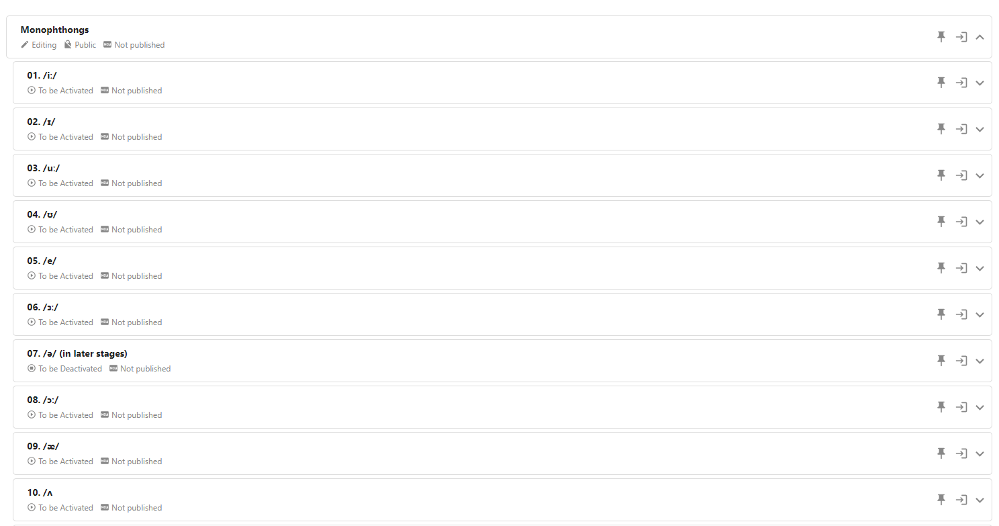 Monophthongs
Editing Public Not published
01. /iː/
To be Activated Not published
02. /ɪ/
To be Activated Not published
03. /uː/
To be Activated Not published
04. /ʊ/
To be Activated Not published
05. /e/
To be Activated Not published
06. /ɜː/
To be Activated Not published
07. /ə/ (in later stages)
To be Deactivated Not published
08. /ɔː/
To be Activated Not published
09. /æ/
To be Activated Not published
10. /ʌ
To be Activated Not published